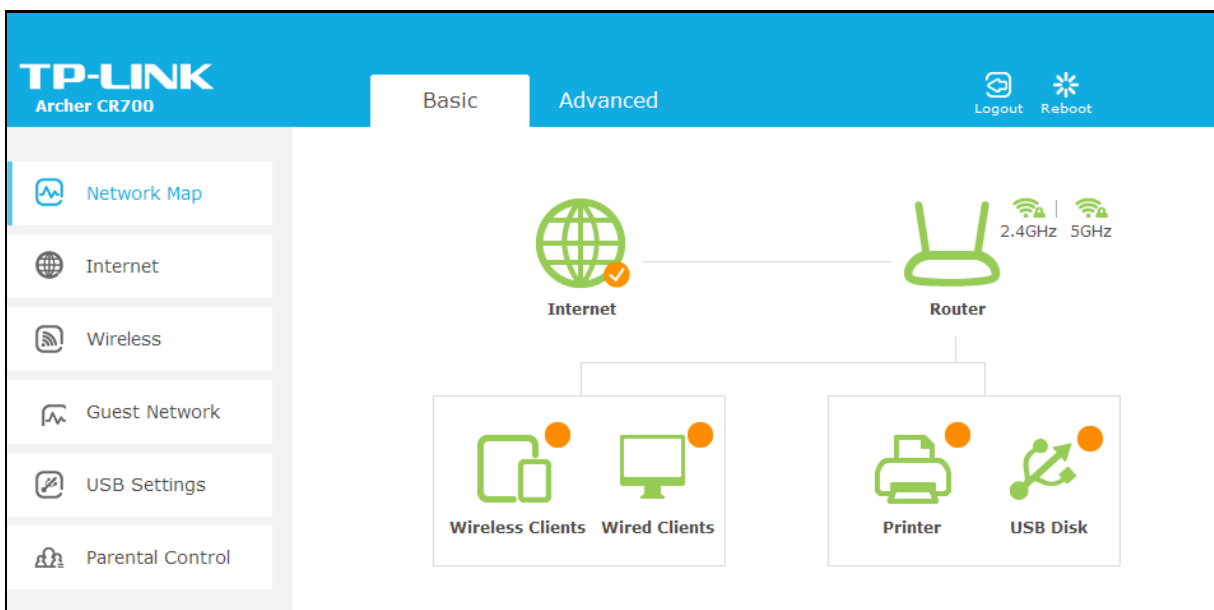 TP-LINK
Archer CR700
Basic
Advanced
Logout
Reboot
Network Map
Internet
Wireless
Guest Network
USB Settings
Parental Control
2.4GHz
5GHz
Internet
Router
Wireless Clients
Wired Clients
Printer
USB Disk